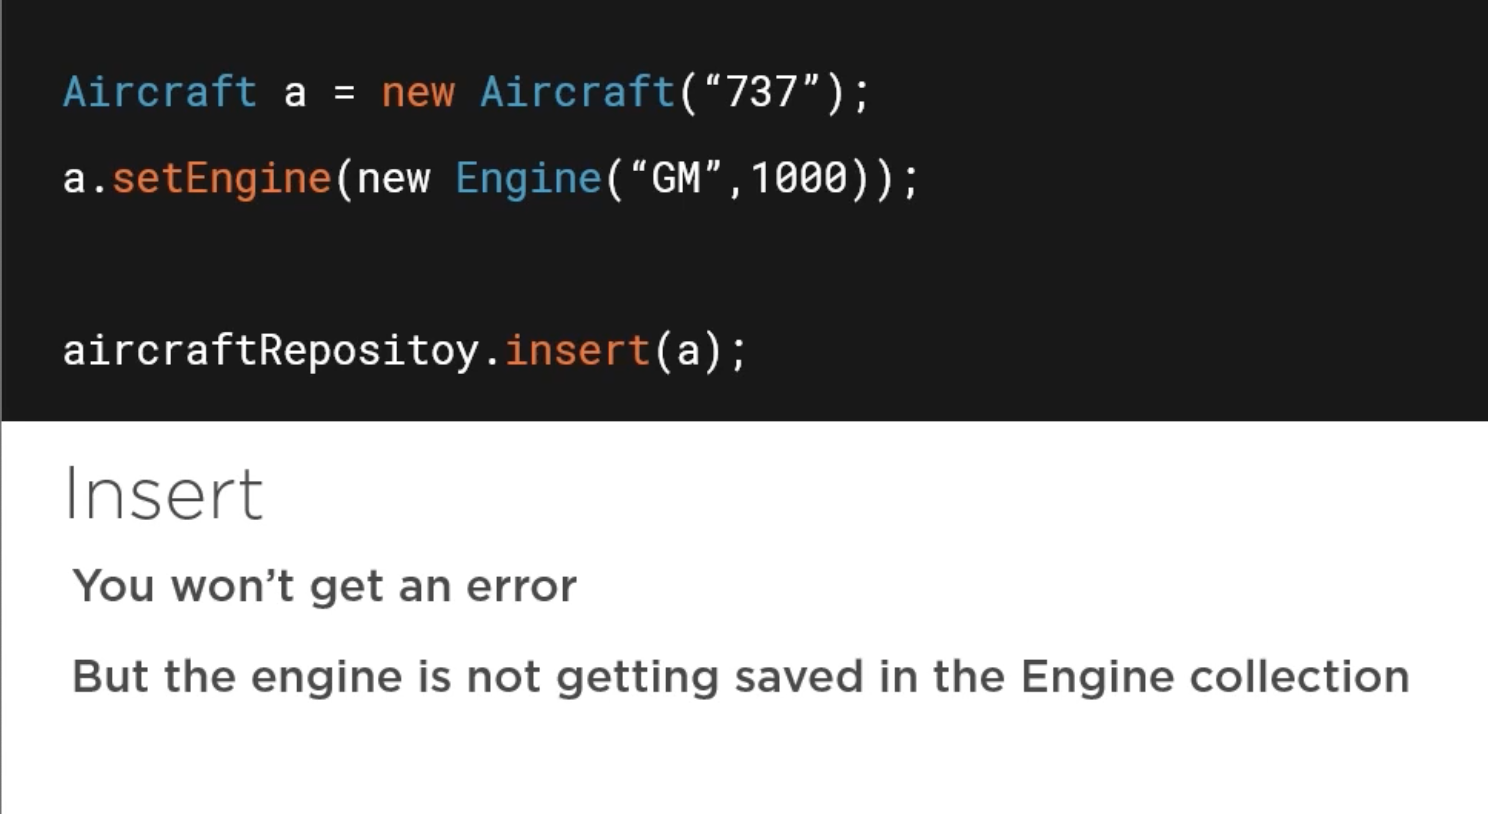 Aircraft a = new Aircraft(“737”);
a.setEngine(new Engine(“GM”,1000));
aircraftRepositoy.insert(a);
Insert
You won’t get an error
But the engine is not getting saved in the Engine collection